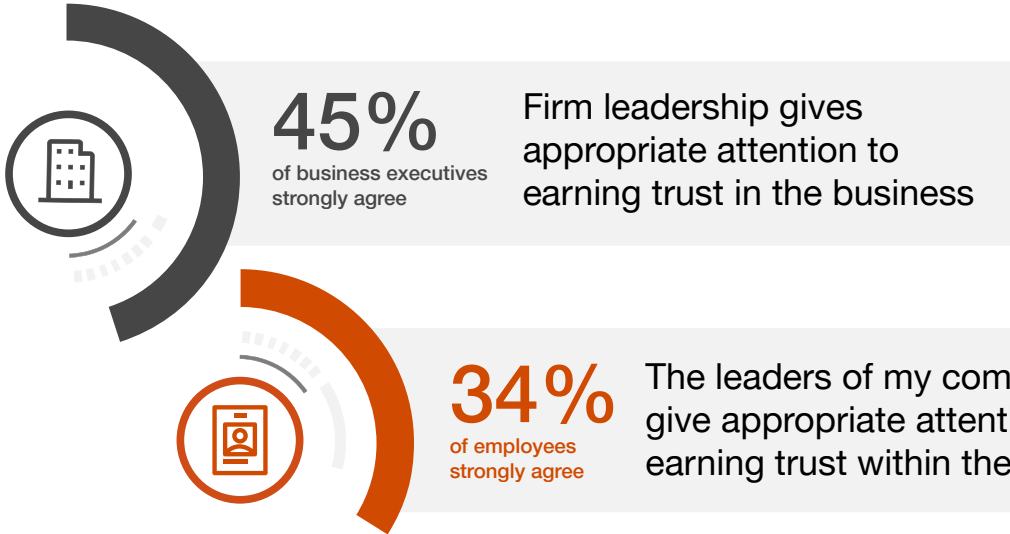 45%
of business executives
strongly agree
Firm leadership gives
appropriate attention to
earning trust in the business
34%
of employees
strongly agree
The leaders of my com
give appropriate attent
earning trust within the